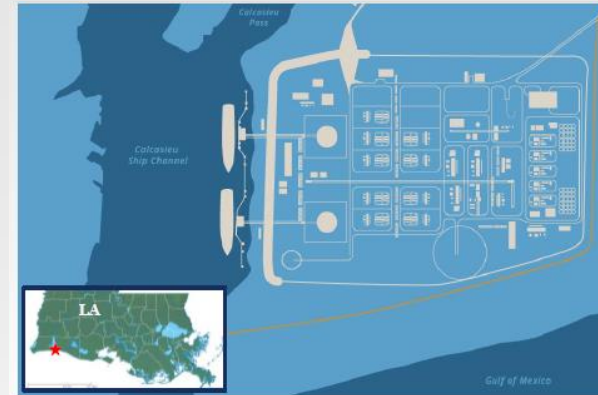 Calcasieu
Pass
Calcasieu
Ship Channel
LA
Gulf of Mexico